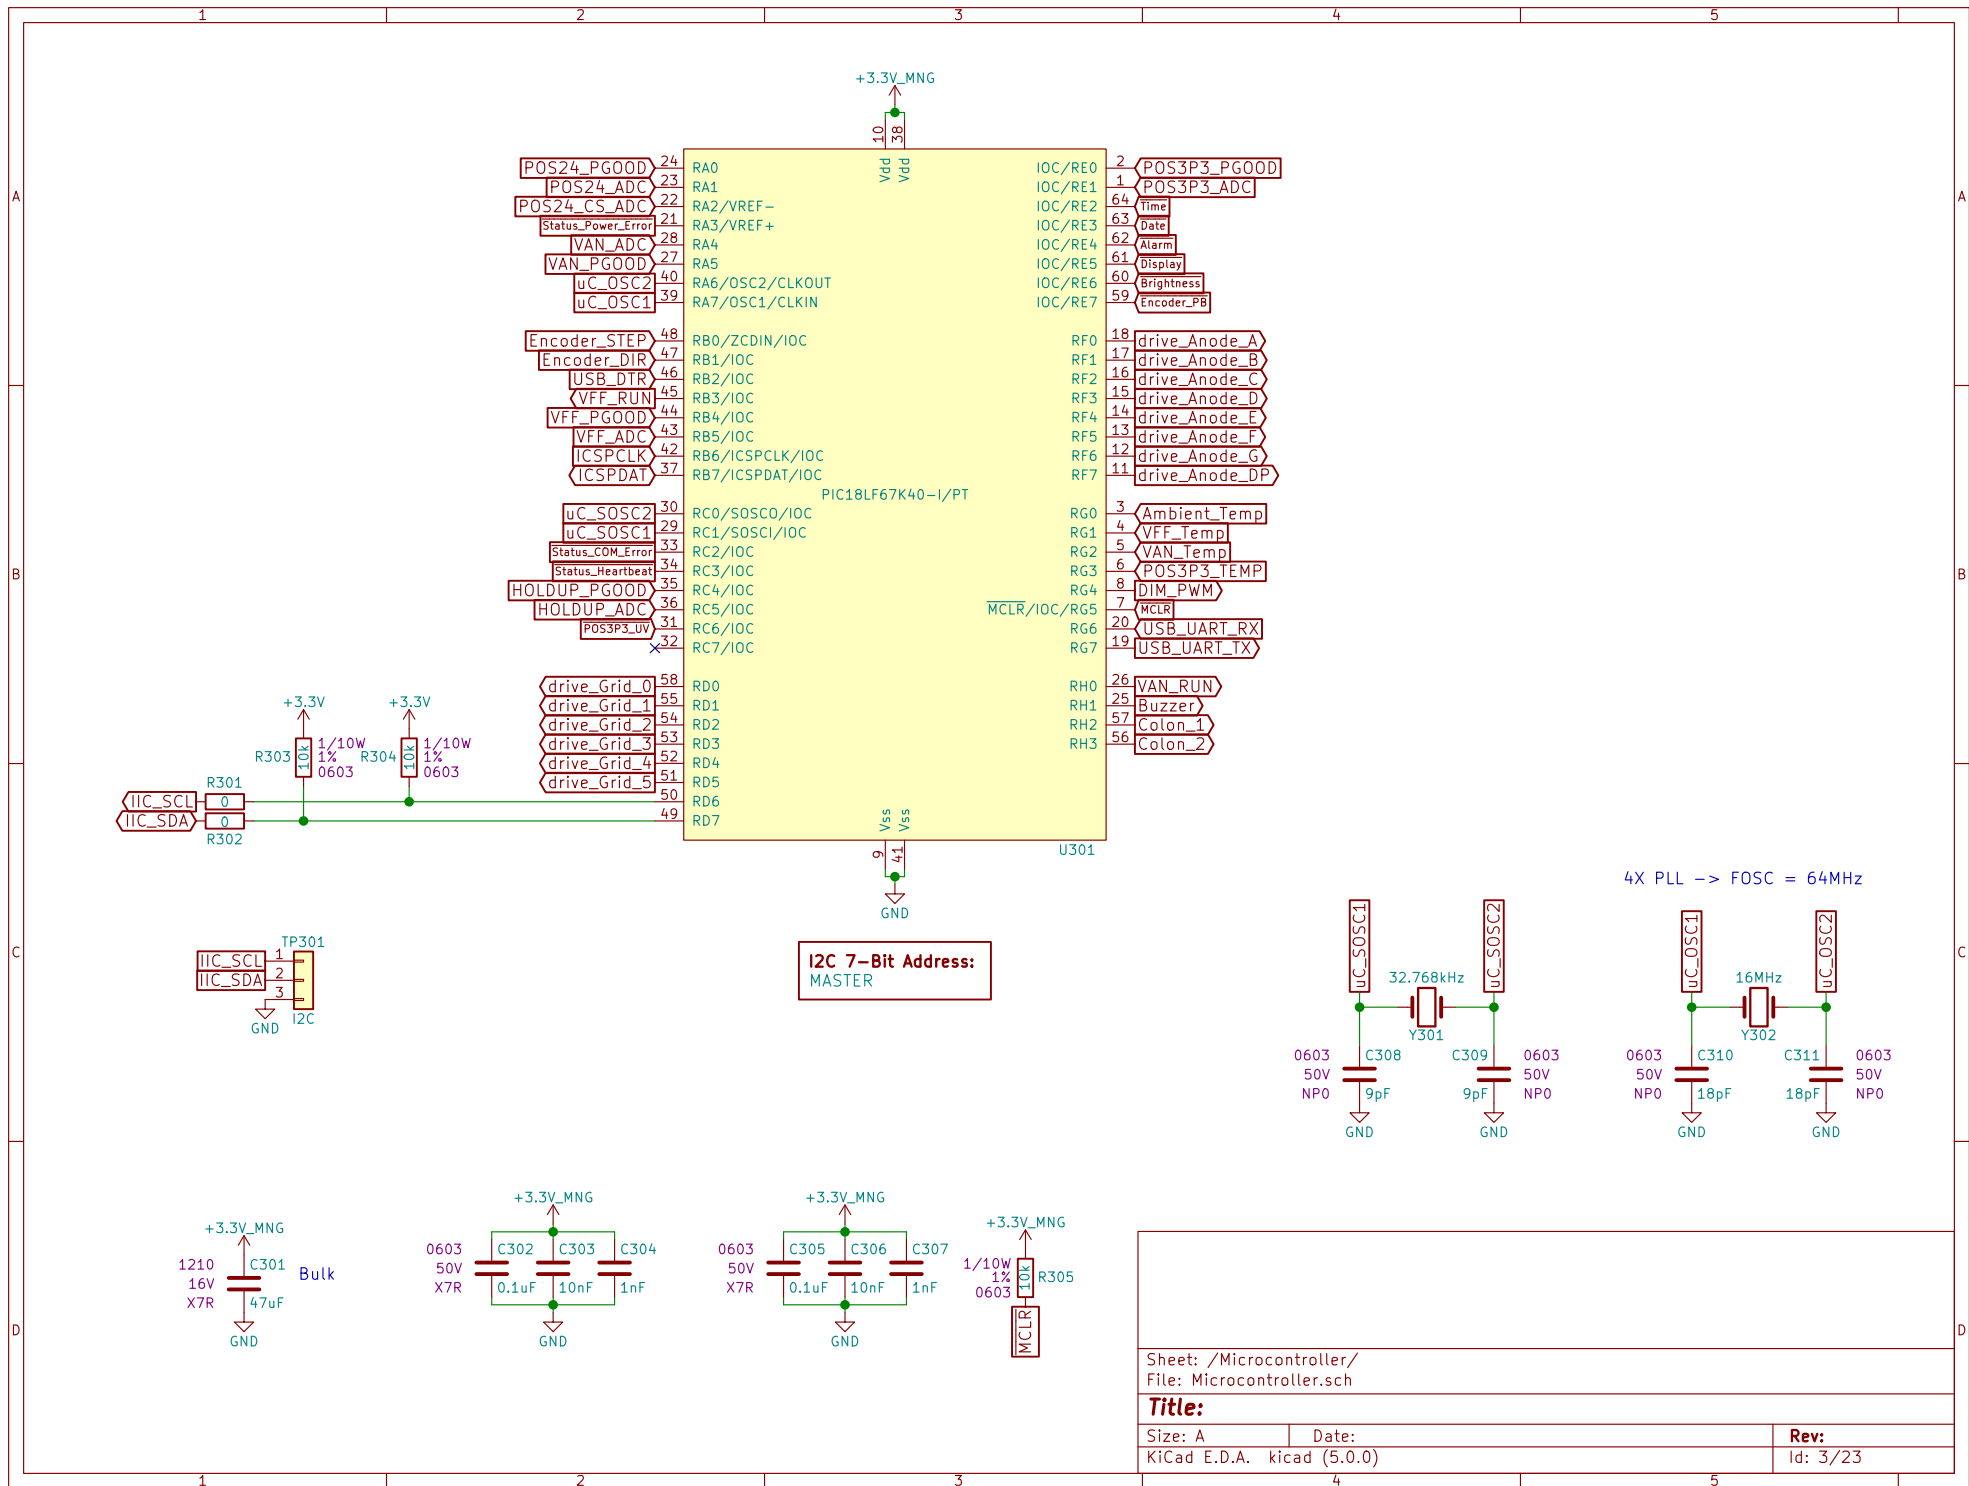 1 2 3 4 5
+3.3V_MNG
10 38
Vdd Vdd
A A
POS24_PGOOD 24 RA0 IOC/RE0 2 POS3P3_PGOOD
POS24_ADC 23 RA1 IOC/RE1 1 POS3P3_ADC
POS24_CS_ADC 22 RA2/VREF- IOC/RE2 64 Time
Status_Power_Error 21 RA3/VREF+ IOC/RE3 63 Date
VAN_ADC 28 RA4 IOC/RE4 62 Alarm
VAN_PGOOD 27 RA5 IOC/RE5 61 Display
uC_OSC2 40 RA6/OSC2/CLKOUT IOC/RE6 60 Brightness
uC_OSC1 39 RA7/OSC1/CLKIN IOC/RE7 59 Encoder_PB
Encoder_STEP 48 RB0/ZCDIN/IOC RF0 18 drive_Anode_A
Encoder_DIR 47 RB1/IOC RF1 17 drive_Anode_B
USB_DTR 46 RB2/IOC RF2 16 drive_Anode_C
VFF_RUN 45 RB3/IOC RF3 15 drive_Anode_D
VFF_PGOOD 44 RB4/IOC RF4 14 drive_Anode_E
VFF_ADC 43 RB5/IOC RF5 13 drive_Anode_F
ICSPCLK 42 RB6/ICSPCLK/IOC RF6 12 drive_Anode_G
ICSPDAT 37 RB7/ICSPDAT/IOC RF7 11 drive_Anode_DP
PIC18LF67K40-I/PT
uC_SOSC2 30 RC0/SOSCO/IOC RG0 3 Ambient_Temp
uC_SOSC1 29 RC1/SOSCI/IOC RG1 4 VFF_Temp
Status_COM_Error 33 RC2/IOC RG2 5 VAN_Temp
B B
Status_Heartbeat 34 RC3/IOC RG3 6 POS3P3_TEMP
HOLDUP_PGOOD 35 RC4/IOC RG4 8 DIM_PWM
HOLDUP_ADC 36 RC5/IOC MCLR/IOC/RG5 7 MCLR
POS3P3_UV 31 RC6/IOC RG6 20 USB_UART_RX
32 RC7/IOC RG7 19 USB_UART_TX
drive_Grid_0 58 RD0 RH0 26 VAN_RUN
drive_Grid_1 55 RD1 RH1 25 Buzzer
drive_Grid_2 54 RD2 RH2 57 Colon_1
drive_Grid_3 53 RD3 RH3 56 Colon_2
drive_Grid_4 52 RD4
drive_Grid_5 51 RD5
50 RD6
49 RD7
+3.3V +3.3V
R303 10k 1/10W 1% 0603
R304 10k 1/10W 1% 0603
R301
IIC_SCL 0
IIC_SDA 0
R302
Vss Vss
9 41
U301
GND
4X PLL -> FOSC = 64MHz
C C
TP301
IIC_SCL 1
IIC_SDA 2
3
GND I2C
I2C 7-Bit Address:
MASTER
uC_SOSC1 uC_SOSC2 uC_OSC1 uC_OSC2
32.768kHz 16MHz
Y301 Y302
0603 C308 C309 0603 0603 C310 C311 0603
50V 50V 50V 50V
NP0 9pF 9pF NP0 NP0 18pF 18pF NP0
GND GND GND GND
+3.3V_MNG
1210 C301
16V Bulk
X7R 47uF
GND
+3.3V_MNG
0603 C302 C303 C304
50V
X7R 0.1uF 10nF 1nF
GND
+3.3V_MNG
0603 C305 C306 C307
50V
X7R 0.1uF 10nF 1nF
GND
+3.3V_MNG
1/10W
1% 10k R305
0603
MCLR
D D
Sheet: /Microcontroller/
File: Microcontroller.sch
Title:
Size: A Date: Rev:
KiCad E.D.A. kicad (5.0.0) Id: 3/23
1 2 3 4 5